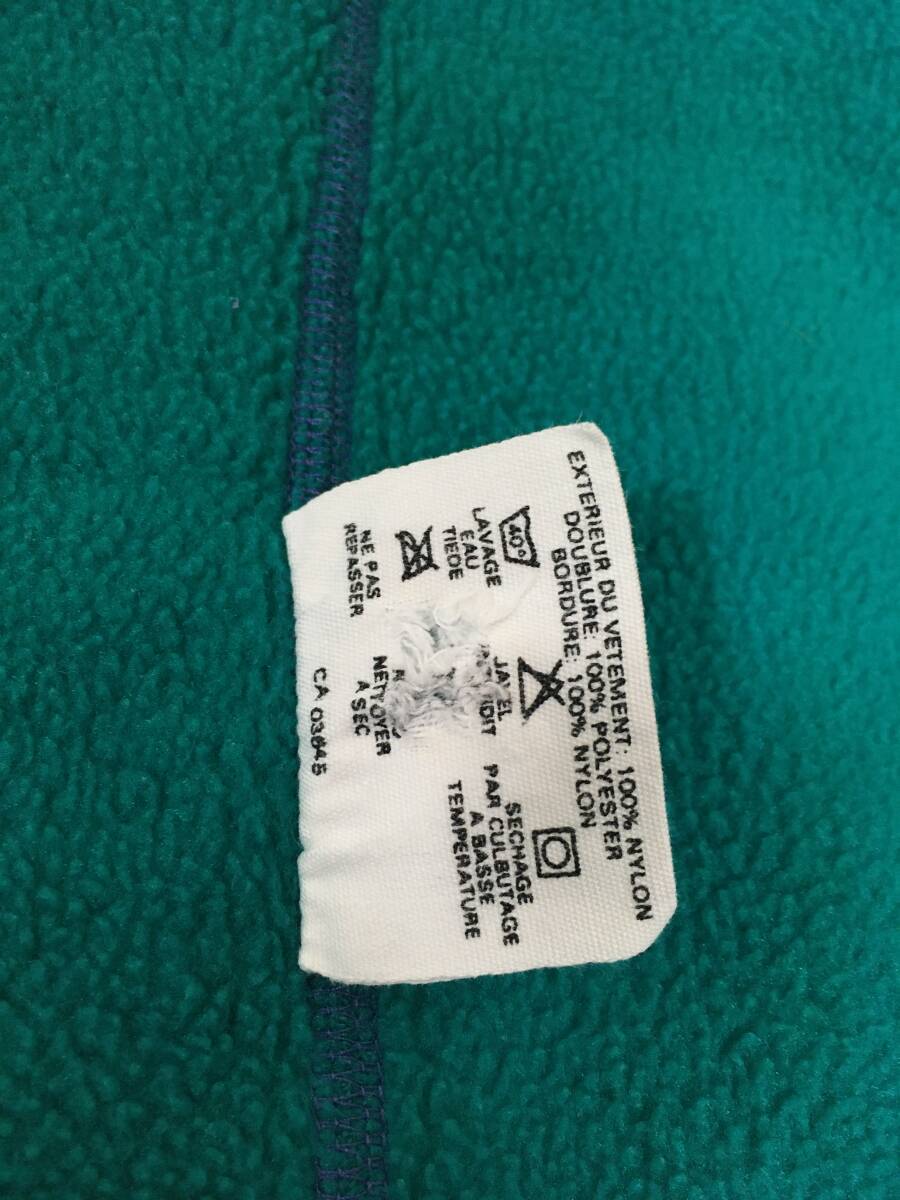 EXTERIEUR DU VETEMENT: 100% NYLON
DOUBLURE: 100% POLYESTER
BORDURE: 100% NYLON
40°
LAVAGE
EAU
TIEDE
SECHAGE
PAR CULBUTAGE
A BASSE
TEMPERATURE
NE PAS
REPASSER
NETTOYER
A SEC
CA 03645